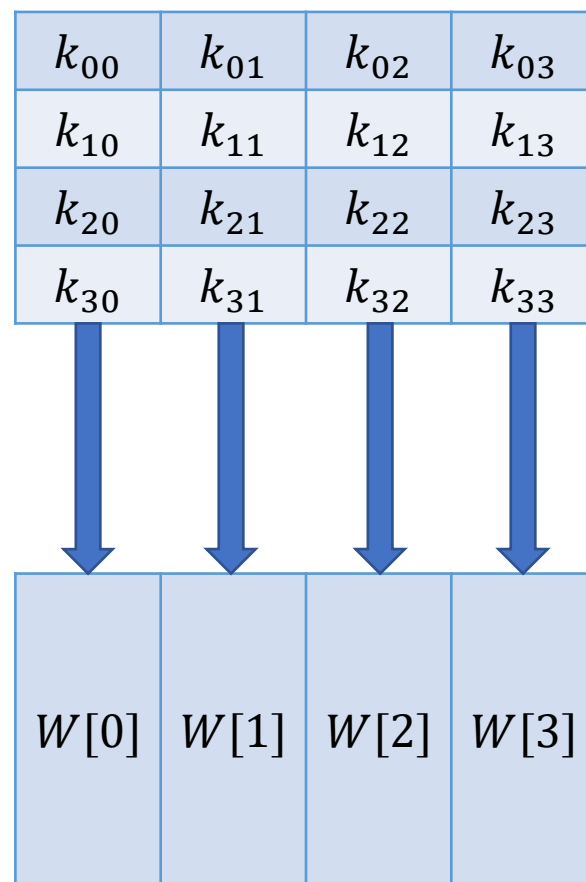 k₀₀ k₀₁ k₀₂ k₀₃
k₁₀ k₁₁ k₁₂ k₁₃
k₂₀ k₂₁ k₂₂ k₂₃
k₃₀ k₃₁ k₃₂ k₃₃
W[0] W[1] W[2] W[3]